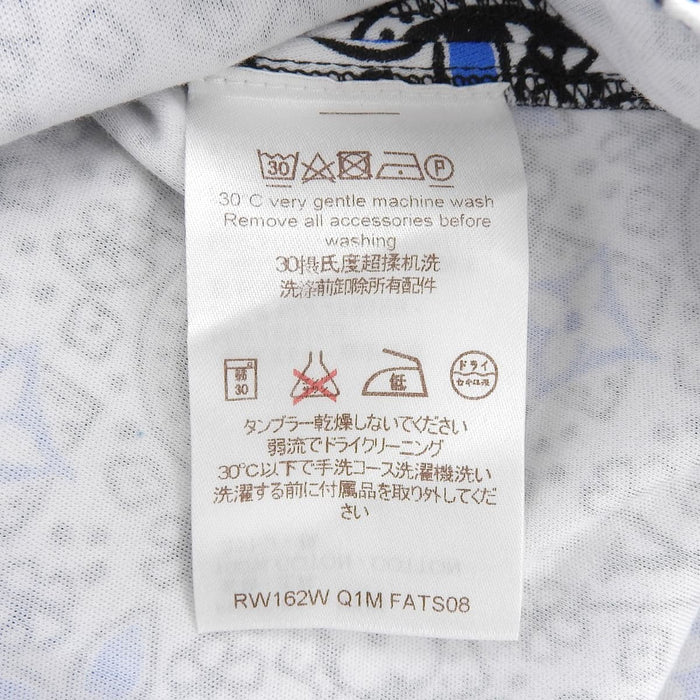 30 P
30°C very gentle machine wash
Remove all accessories before
washing
30摄氏度超揉机洗
洗涤前卸除所有配件
弱 30 低 ドライ
タンブラー乾燥しないでください
弱流でドライクリーニング
30°C以下で手洗コース洗濯機洗い
洗濯する前に付属品を取り外してくだ
さい
RW162W Q1M FATS08